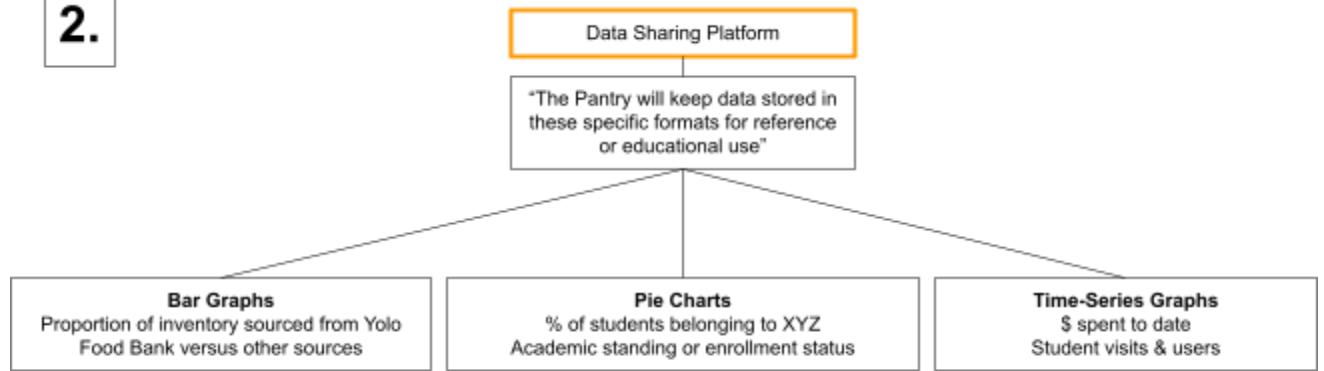 2.
Data Sharing Platform
“The Pantry will keep data stored in
these specific formats for reference
or educational use”
Bar Graphs
Proportion of inventory sourced from Yolo
Food Bank versus other sources
Pie Charts
% of students belonging to XYZ
Academic standing or enrollment status
Time-Series Graphs
$ spent to date
Student visits & users